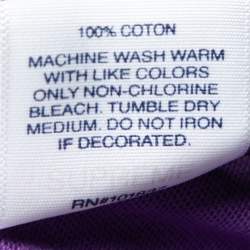 100% COTON
MACHINE WASH WARM
WITH LIKE COLORS
ONLY NON-CHLORINE
BLEACH. TUMBLE DRY
MEDIUM. DO NOT IRON
IF DECORATED.
SUPREME